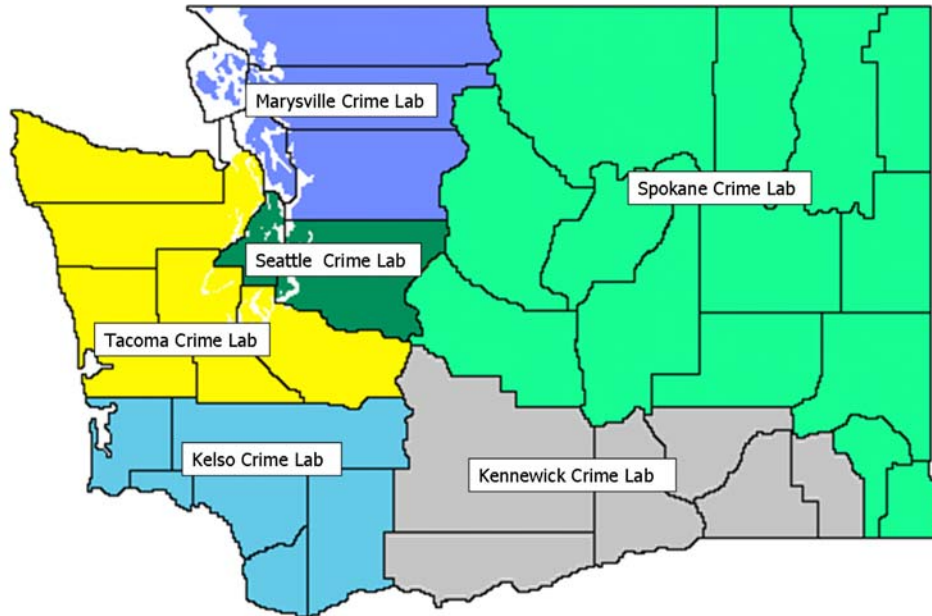 Marysville Crime Lab
Spokane Crime Lab
Seattle  Crime Lab
Tacoma Crime Lab
Kelso Crime Lab
Kennewick Crime Lab